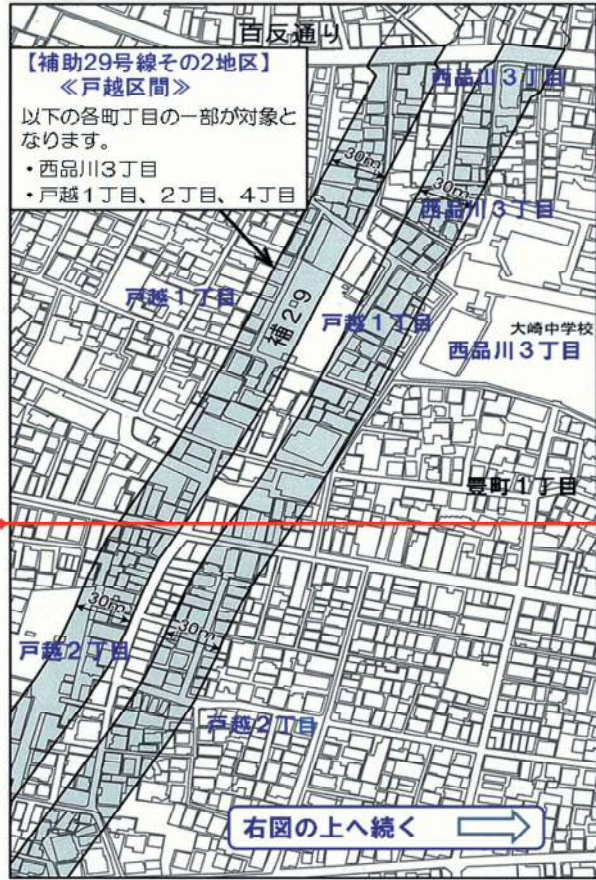 百反通り
【補助29号線その2地区】
≪戸越区間≫
以下の各町丁目の一部が対象と
なります。
・西品川3丁目
・戸越1丁目、2丁目、4丁目
西品川3丁目
30m
30m
西品川3丁目
戸越1丁目
補29
戸越1丁目
大崎中学校
西品川3丁目
豊町1丁目
30m
30m
戸越2丁目
戸越2丁目
右図の上へ続く